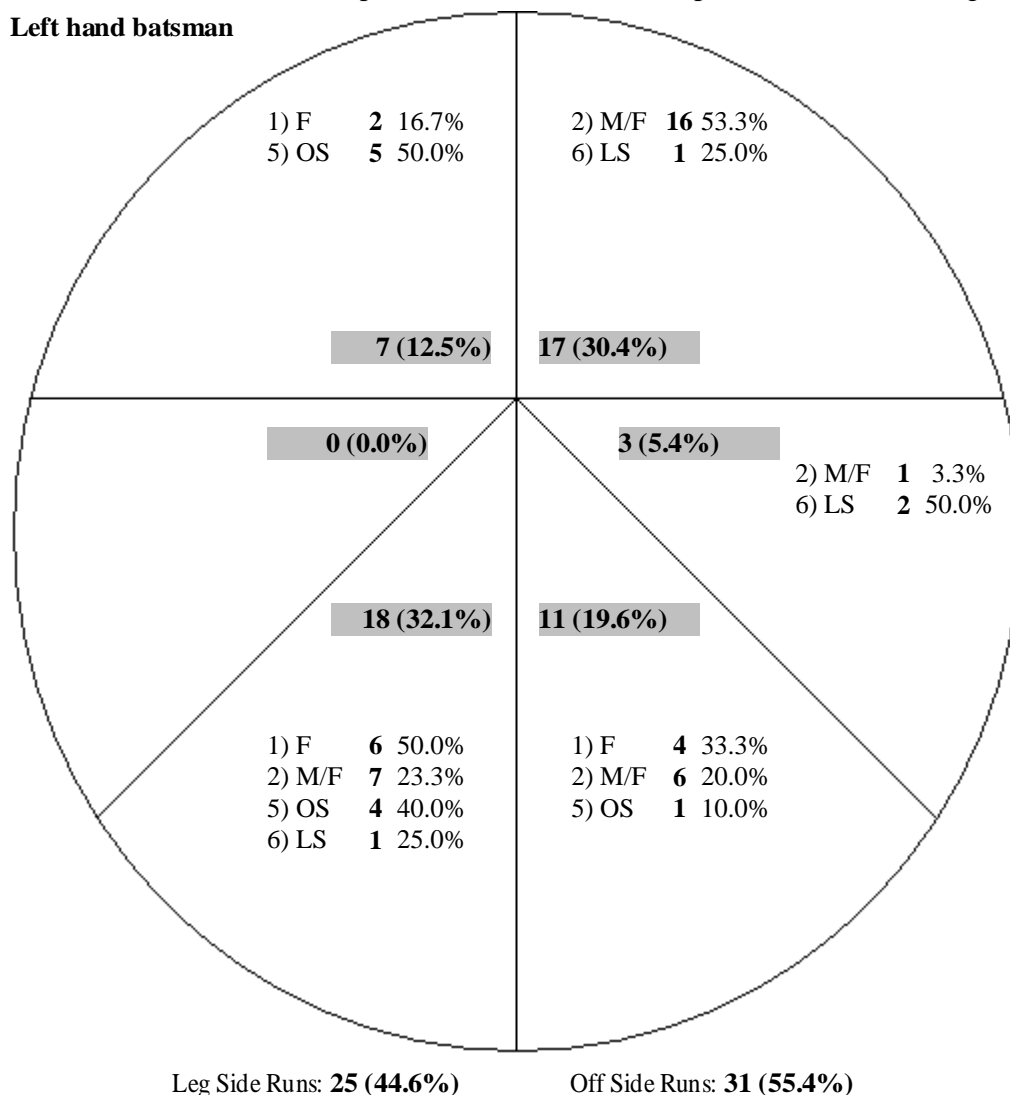 Left hand batsman
1) F 2 16.7%
5) OS 5 50.0%
2) M/F 16 53.3%
6) LS 1 25.0%
7 (12.5%)
17 (30.4%)
0 (0.0%)
3 (5.4%)
2) M/F 1 3.3%
6) LS 2 50.0%
18 (32.1%)
11 (19.6%)
1) F 6 50.0%
2) M/F 7 23.3%
5) OS 4 40.0%
6) LS 1 25.0%
1) F 4 33.3%
2) M/F 6 20.0%
5) OS 1 10.0%
Leg Side Runs: 25 (44.6%)
Off Side Runs: 31 (55.4%)